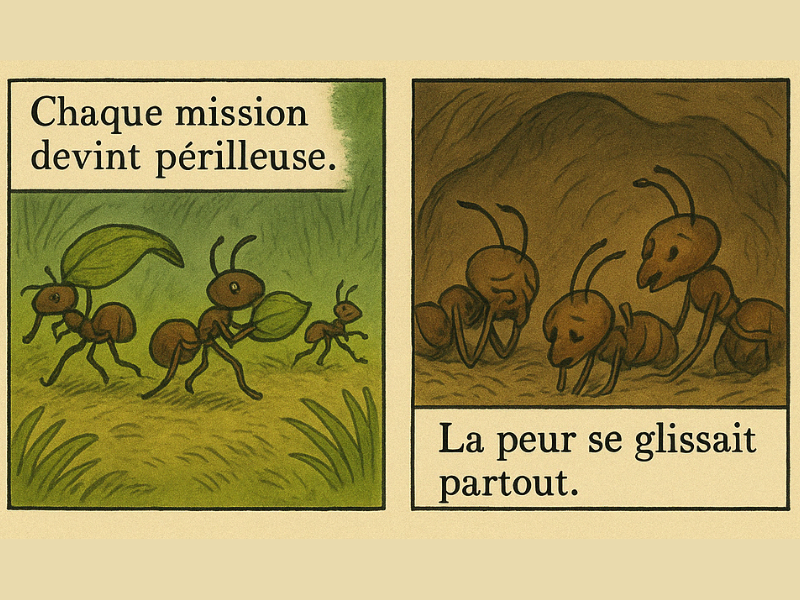 Chaque mission
devint périlleuse.
La peur se glissait
partout.